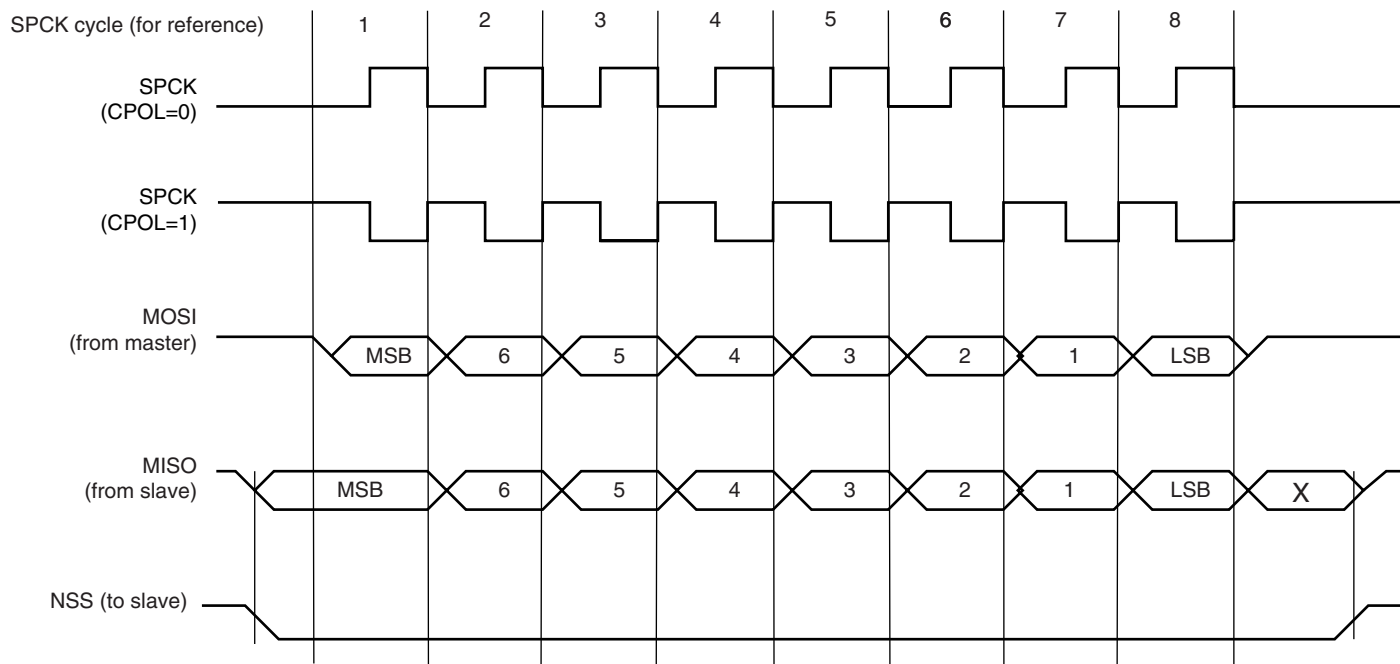 SPCK cycle (for reference) 1 2 3 4 5 6 7 8
SPCK
(CPOL=0)
SPCK
(CPOL=1)
MOSI
(from master)
MSB 6 5 4 3 2 1 LSB
MISO
(from slave)
MSB 6 5 4 3 2 1 LSB X
NSS (to slave)